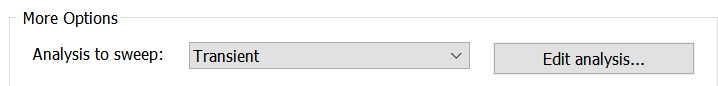 More Options
Analysis to sweep: Transient Edit analysis...